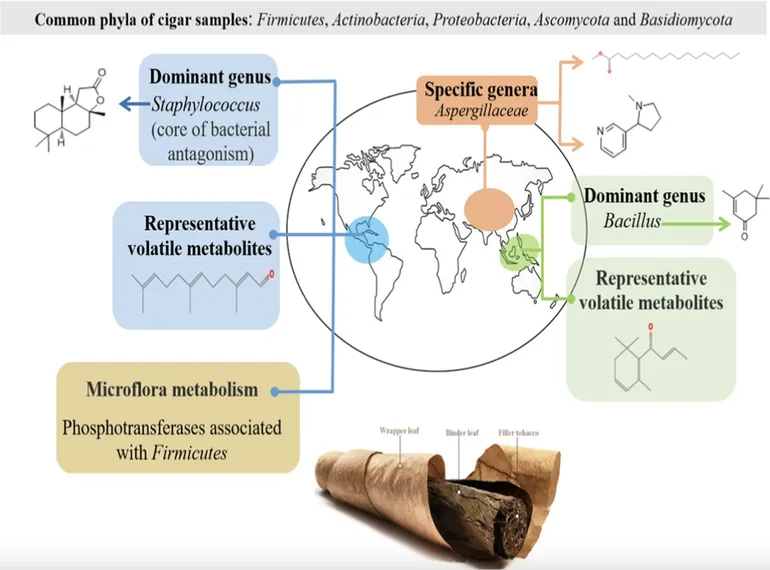 Common phyla of cigar samples: Firmicutes, Actinobacteria, Proteobacteria, Ascomycota and Basidiomycota
Dominant genus
Staphylococcus
(core of bacterial
antagonism)
Specific genera
Aspergillaceae
Representative
volatile metabolites
Dominant genus
Bacillus
Representative
volatile metabolites
Microflora metabolism
Phosphotransferases associated
with Firmicutes
Wrapper leaf
Binder leaf
Filler tobacco
H
O
O
H
O
O
N
N
O
O
O